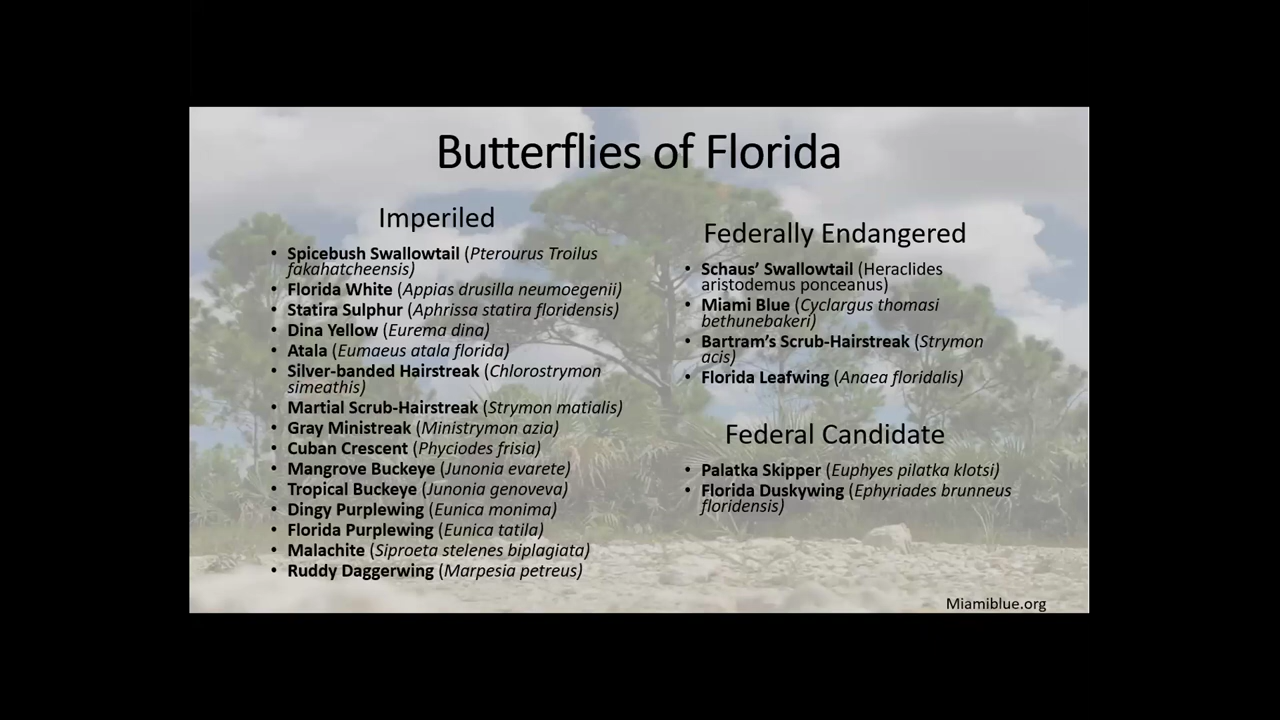 Butterflies of Florida
Imperiled
• Spicebush Swallowtail (Pterourus Troilus
fakahatcheensis)
• Florida White (Appias drusilla neumoegenii)
• Statira Sulphur (Aphrissa statira floridensis)
• Dina Yellow (Eurema dina)
• Atala (Eumaeus atala florida)
• Silver-banded Hairstreak (Chlorostrymon
simeathis)
• Martial Scrub-Hairstreak (Strymon matialis)
• Gray Ministreak (Ministrymon azia)
• Cuban Crescent (Phyciodes frisia)
• Mangrove Buckeye (Junonia evarete)
• Tropical Buckeye (Junonia genoveva)
• Dingy Purplewing (Eunica monima)
• Florida Purplewing (Eunica tatila)
• Malachite (Siproeta stelenes biplagiata)
• Ruddy Daggerwing (Marpesia petreus)
Federally Endangered
• Schaus’ Swallowtail (Heraclides
aristodemus ponceanus)
• Miami Blue (Cyclargus thomasi
bethunebakeri)
• Bartram’s Scrub-Hairstreak (Strymon
acis)
• Florida Leafwing (Anaea floridalis)
Federal Candidate
• Palatka Skipper (Euphyes pilatka klotsi)
• Florida Duskywing (Ephyriades brunneus
floridensis)
Miamiblue.org